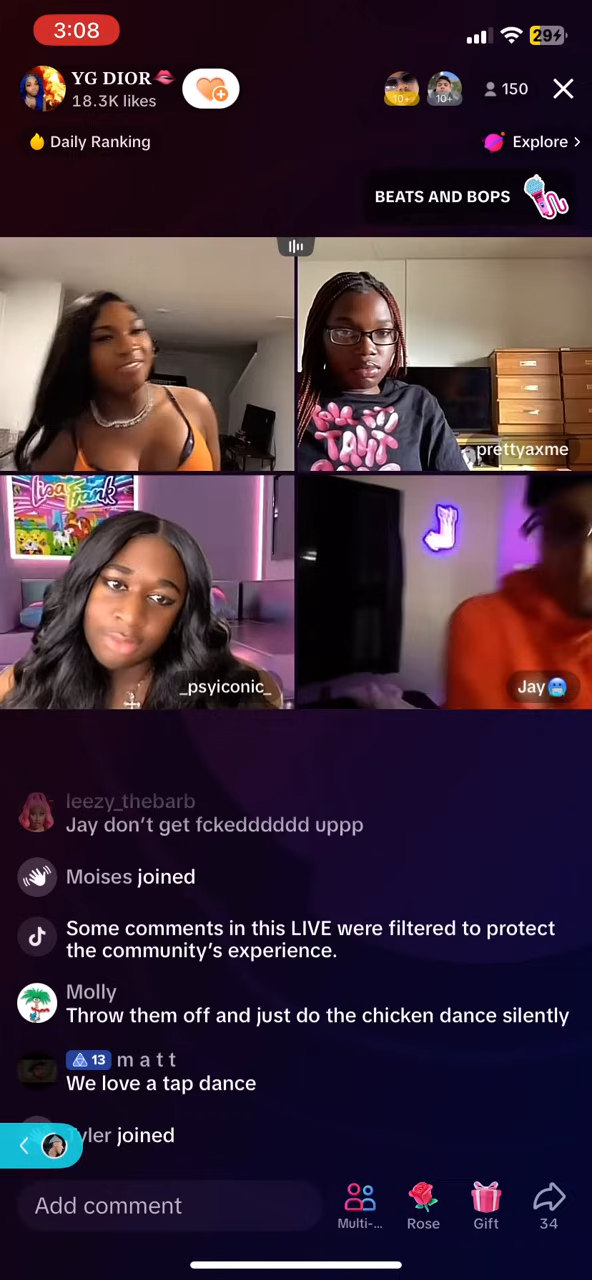 3:08
29
YG DIOR💋
18.3K likes
10+
10+
150
Daily Ranking
Explore >
BEATS AND BOPS
prettyaxme
Lisa Frank
_psyiconic_
Jay🥶
leezy_thebarb
Jay don't get fckedddddd uppp
Moises joined
Some comments in this LIVE were filtered to protect
the community's experience.
Molly
Throw them off and just do the chicken dance silently
13 m a t t
We love a tap dance
yler joined
Add comment
Multi-...
Rose
Gift
34